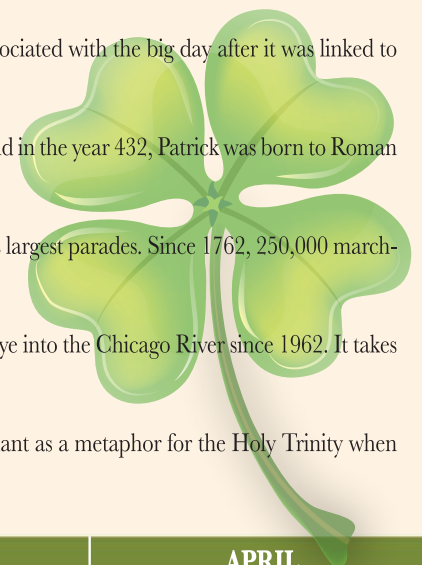 ociated with the big day after it was linked to
d in the year 432, Patrick was born to Roman
largest parades. Since 1762, 250,000 march-
ye into the Chicago River since 1962. It takes
ant as a metaphor for the Holy Trinity when
APRIL